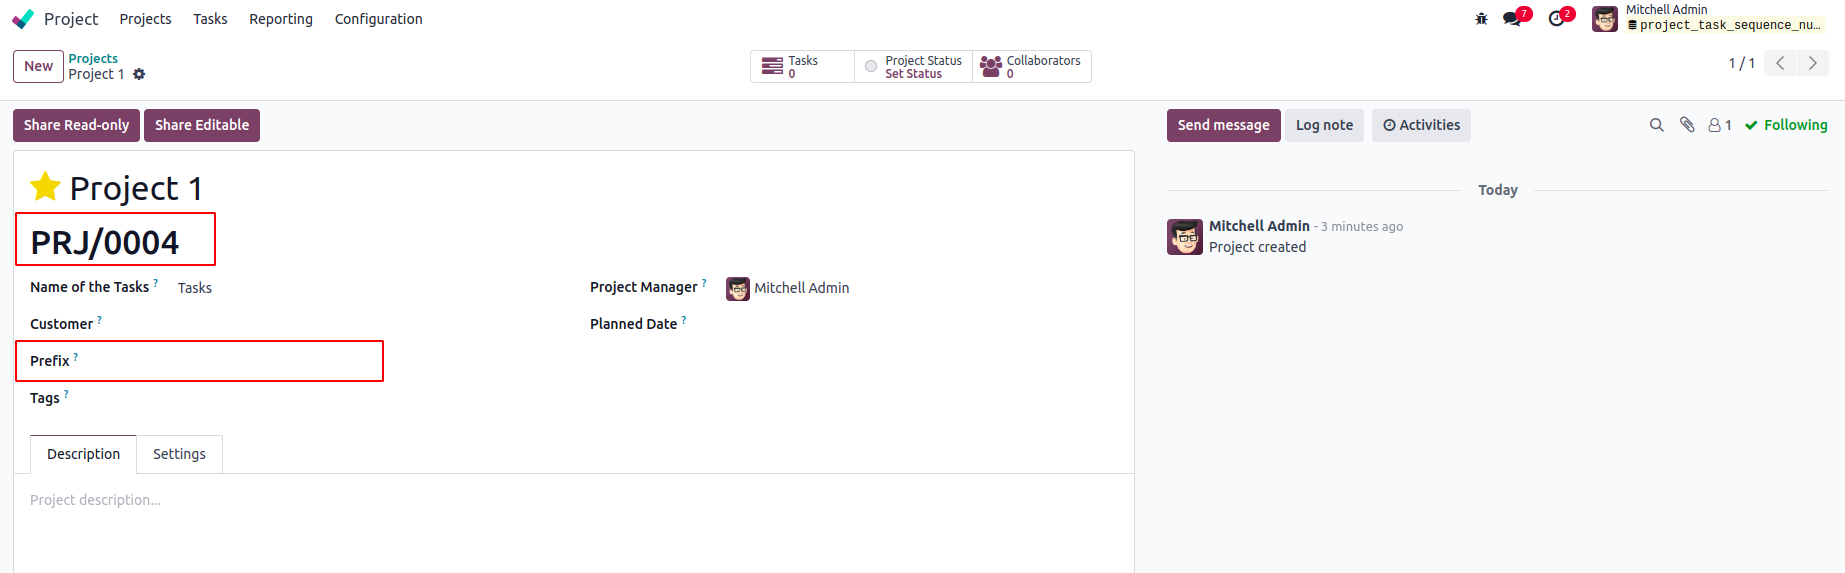 Project Projects Tasks Reporting Configuration
7 2 Mitchell Admin
project_task_sequence_nu...
New Projects
Project 1
Tasks
0
Project Status
Set Status
Collaborators
0
1 / 1
Share Read-only Share Editable
Send message Log note Activities 1 Following
Project 1
PRJ/0004
Name of the Tasks ? Tasks
Project Manager ? Mitchell Admin
Customer ?
Planned Date ?
Prefix ?
Tags ?
Description Settings
Project description...
Today
Mitchell Admin - 3 minutes ago
Project created